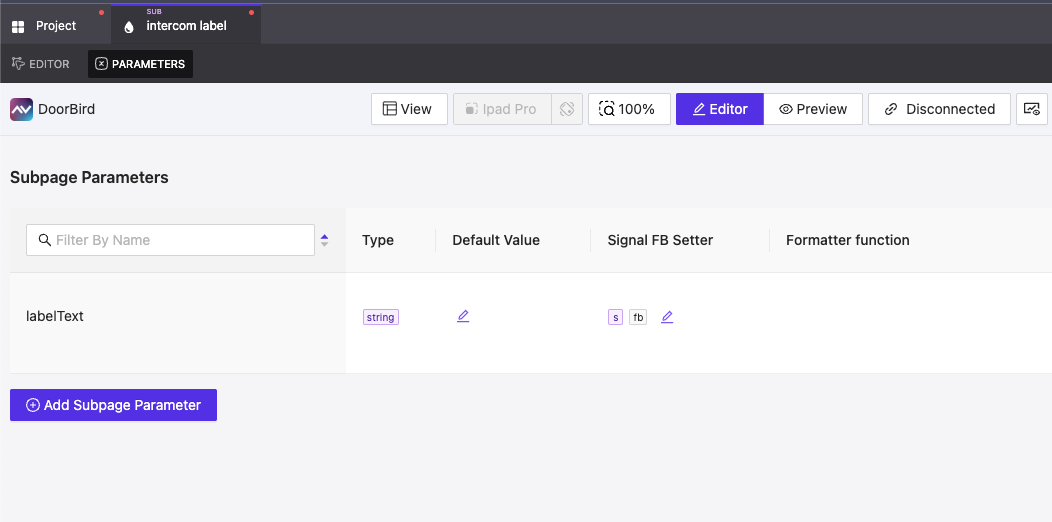 Project
SUB
intercom label
EDITOR
PARAMETERS
DoorBird
View
Ipad Pro
100%
Editor
Preview
Disconnected
Subpage Parameters
Filter By Name
Type
Default Value
Signal FB Setter
Formatter function
labelText
string
s
fb
Add Subpage Parameter